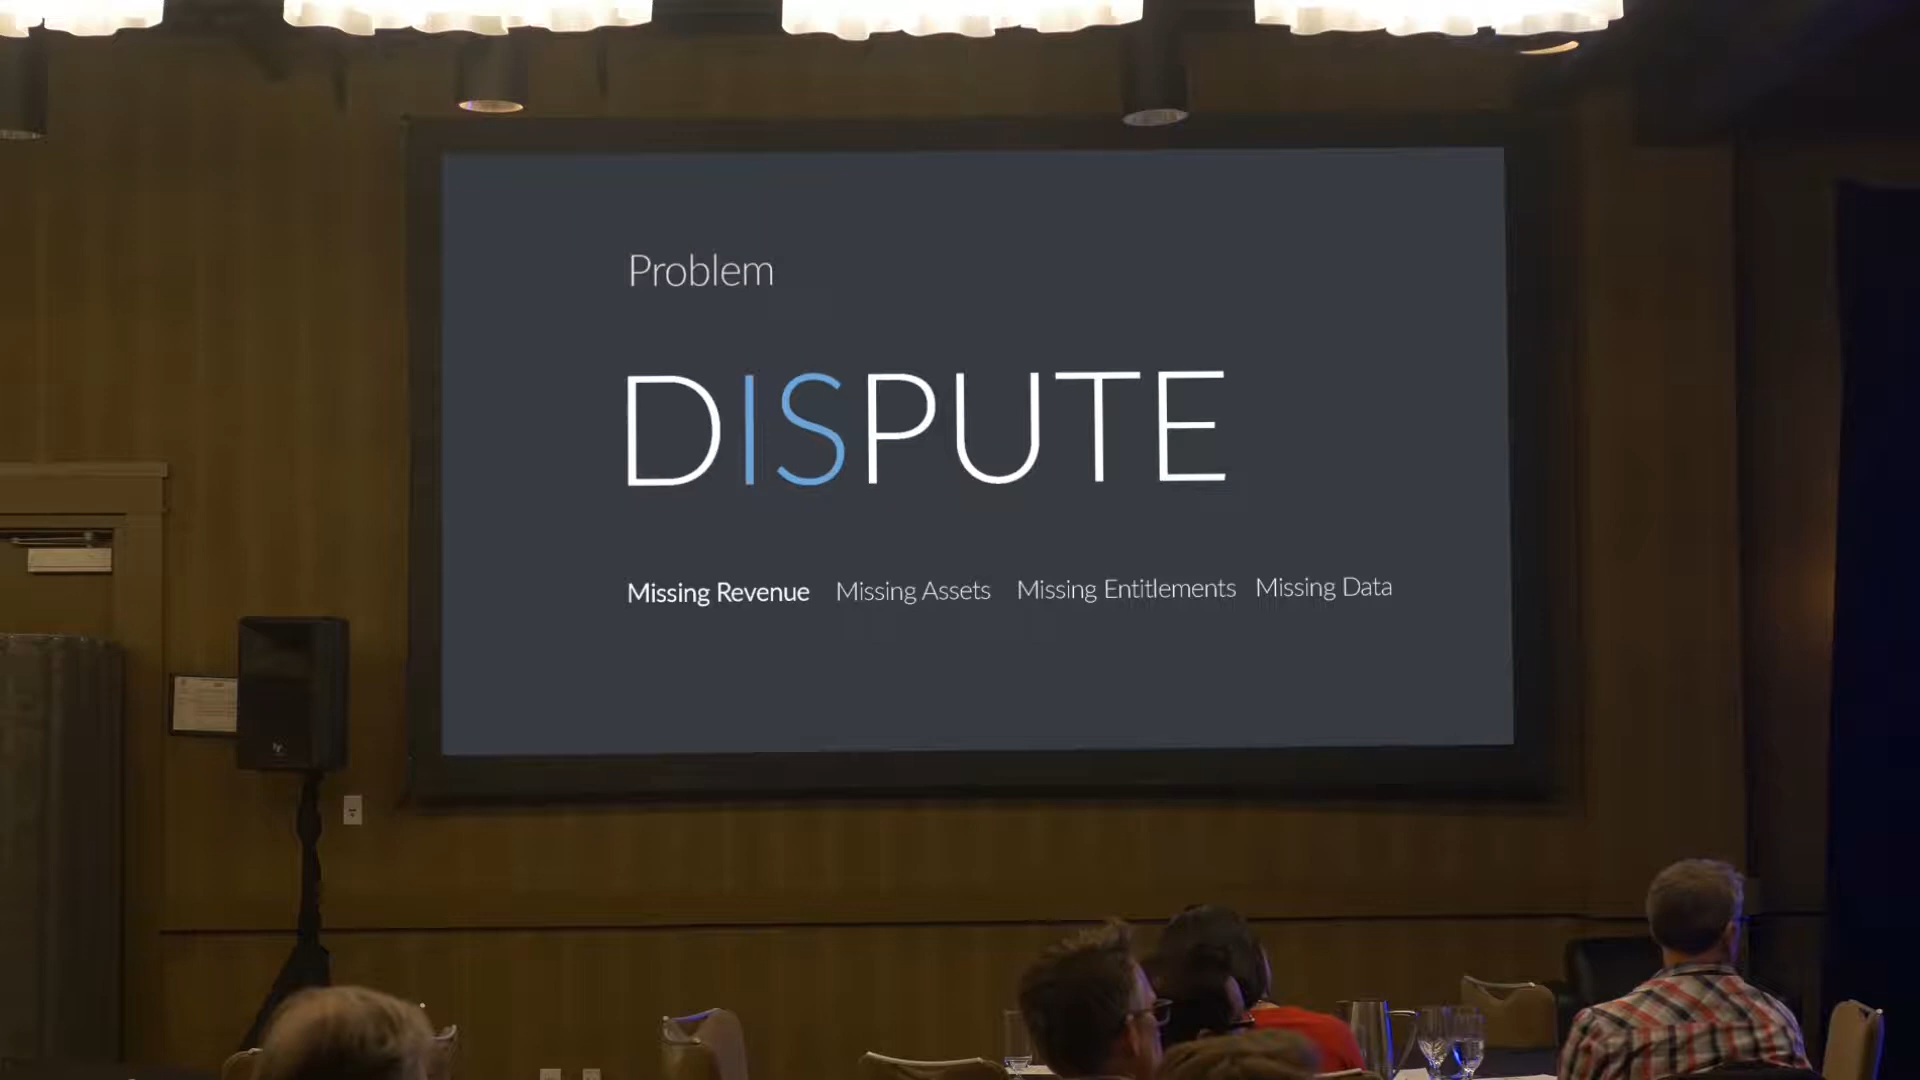 Problem
DISPUTE
Missing Revenue Missing Assets Missing Entitlements Missing Data